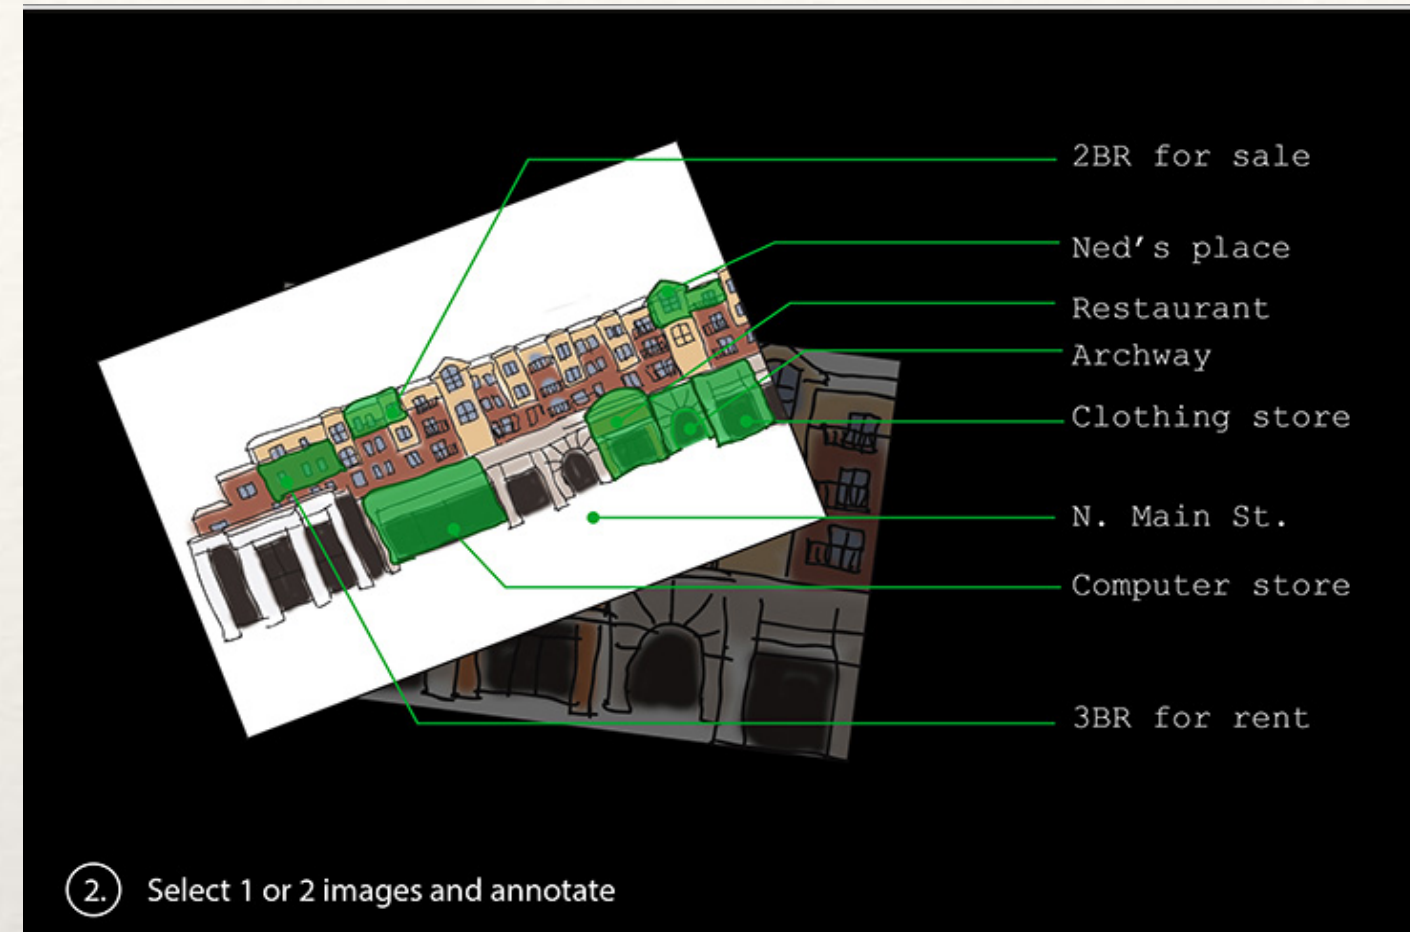 2BR for sale
Ned's place
Restaurant
Archway
Clothing store
N. Main St.
Computer store
3BR for rent
2. Select 1 or 2 images and annotate